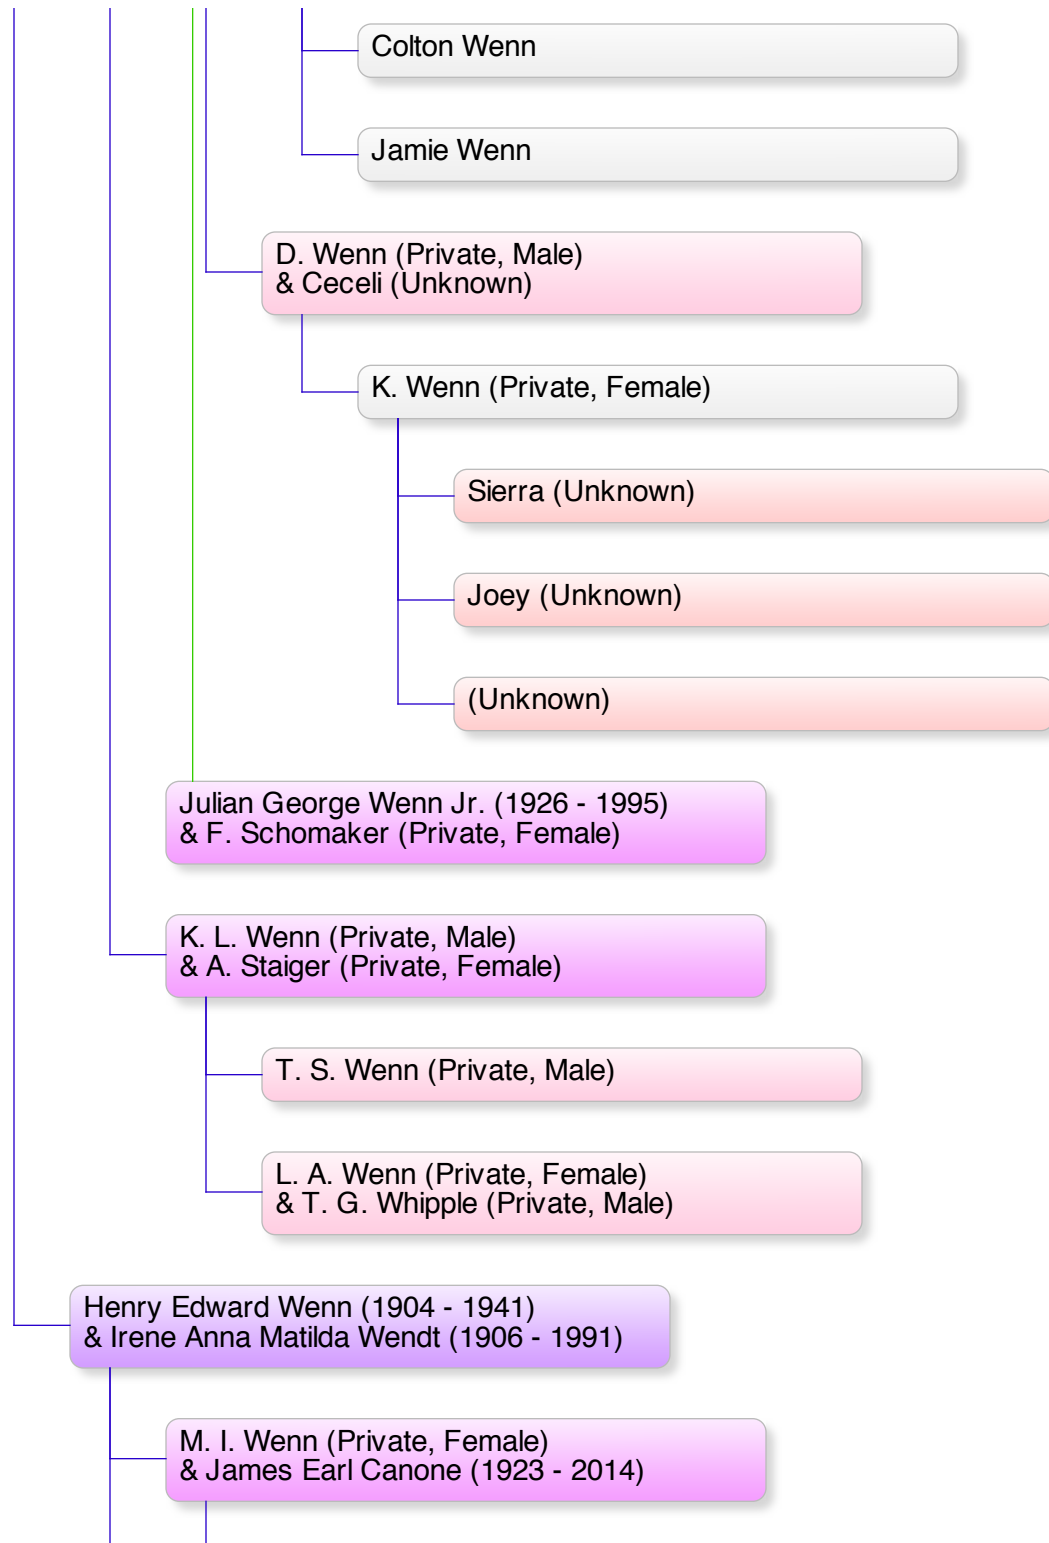 Colton Wenn
Jamie Wenn
D. Wenn (Private, Male)
& Ceceli (Unknown)
K. Wenn (Private, Female)
Sierra (Unknown)
Joey (Unknown)
(Unknown)
Julian George Wenn Jr. (1926 - 1995)
& F. Schomaker (Private, Female)
K. L. Wenn (Private, Male)
& A. Staiger (Private, Female)
T. S. Wenn (Private, Male)
L. A. Wenn (Private, Female)
& T. G. Whipple (Private, Male)
Henry Edward Wenn (1904 - 1941)
& Irene Anna Matilda Wendt (1906 - 1991)
M. I. Wenn (Private, Female)
& James Earl Canone (1923 - 2014)